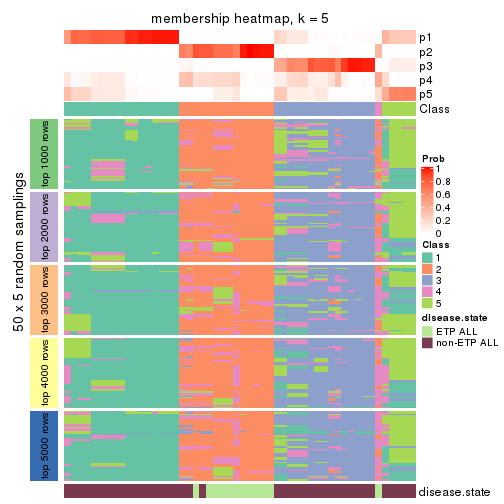 membership heatmap, k = 5
p1
p2
p3
p4
p5
Class
50 x 5 random samplings
top 1000 rows
top 2000 rows
top 3000 rows
top 4000 rows
top 5000 rows
disease.state
Prob
1
0.8
0.6
0.4
0.2
0
Class
1
2
3
4
5
disease.state
ETP ALL
non-ETP ALL